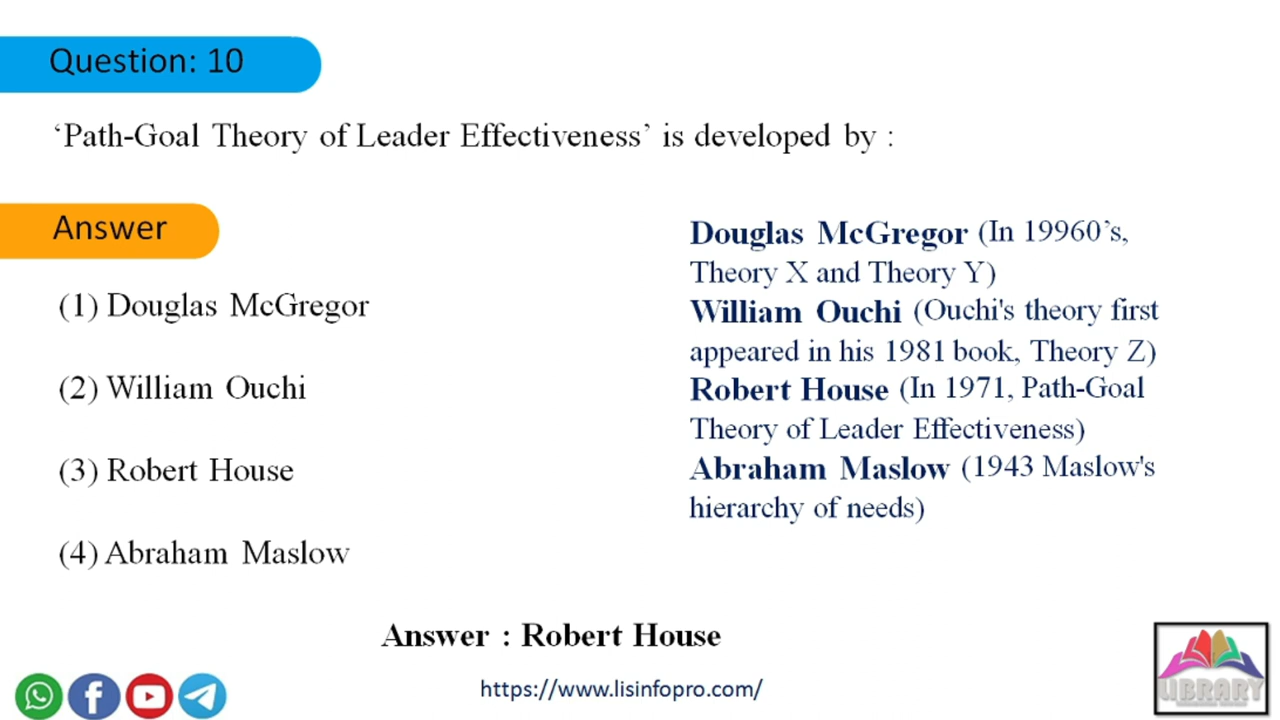 Question: 10
‘Path-Goal Theory of Leader Effectiveness’ is developed by :
Answer
(1) Douglas McGregor
(2) William Ouchi
(3) Robert House
(4) Abraham Maslow
Douglas McGregor (In 19960’s,
Theory X and Theory Y)
William Ouchi (Ouchi's theory first
appeared in his 1981 book, Theory Z)
Robert House (In 1971, Path-Goal
Theory of Leader Effectiveness)
Abraham Maslow (1943 Maslow's
hierarchy of needs)
Answer : Robert House
https://www.lisinfopro.com/
LIBRARY